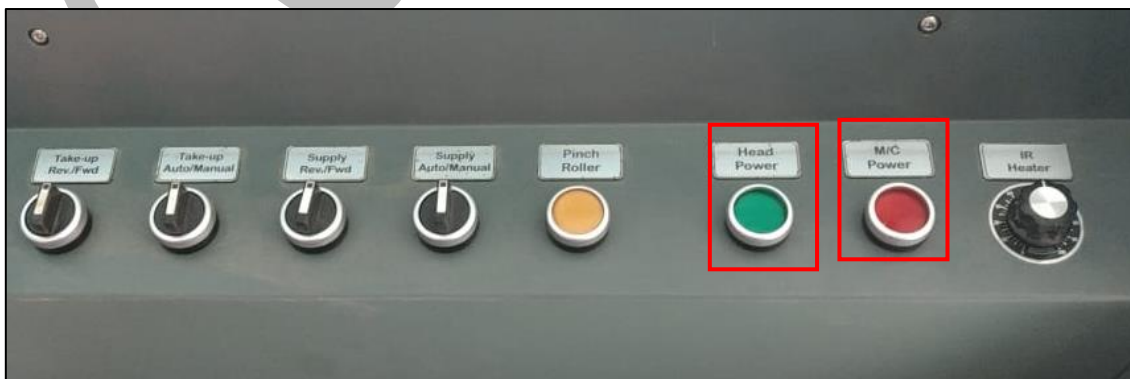 Take-up
Rev./Fwd
Take-up
Auto/Manual
Supply
Rev./Fwd
Supply
Auto/Manual
Pinch
Roller
Head
Power
M/C
Power
IR
Heater